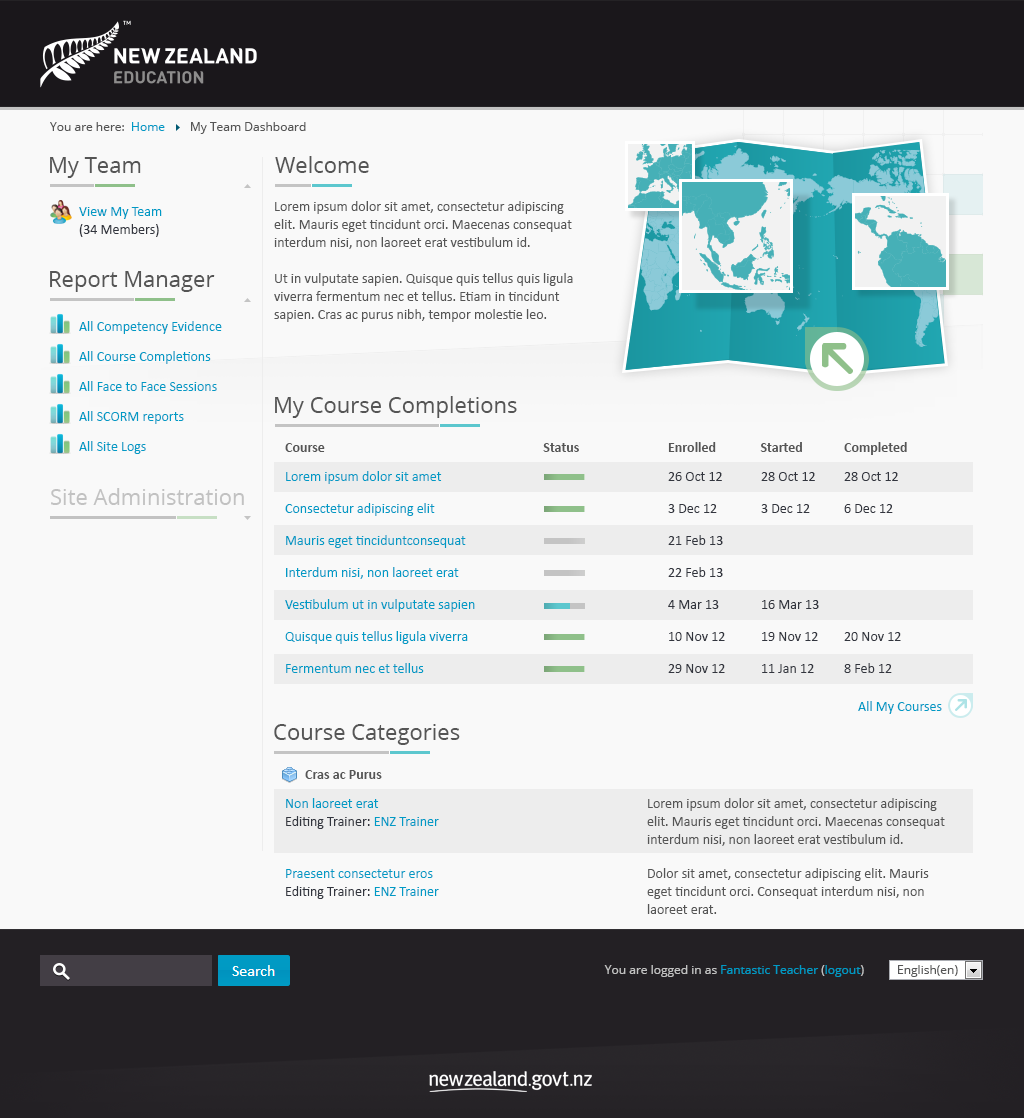 ™
NEW ZEALAND
EDUCATION
You are here: Home My Team Dashboard
My Team
View My Team
(34 Members)
Report Manager
All Competency Evidence
All Course Completions
All Face to Face Sessions
All SCORM reports
All Site Logs
Site Administration
Welcome
Lorem ipsum dolor sit amet, consectetur adipiscing
elit. Mauris eget tincidunt orci. Maecenas consequat
interdum nisi, non laoreet erat vestibulum id.
Ut in vulputate sapien. Quisque quis tellus quis ligula
viverra fermentum nec et tellus. Etiam in tincidunt
sapien. Cras ac purus nibh, tempor molestie leo.
My Course Completions
Course Status Enrolled Started Completed
Lorem ipsum dolor sit amet 26 Oct 12 28 Oct 12 28 Oct 12
Consectetur adipiscing elit 3 Dec 12 3 Dec 12 6 Dec 12
Mauris eget tinciduntconsequat 21 Feb 13
Interdum nisi, non laoreet erat 22 Feb 13
Vestibulum ut in vulputate sapien 4 Mar 13 16 Mar 13
Quisque quis tellus ligula viverra 10 Nov 12 19 Nov 12 20 Nov 12
Fermentum nec et tellus 29 Nov 12 11 Jan 12 8 Feb 12
All My Courses
Course Categories
Cras ac Purus
Non laoreet erat
Editing Trainer: ENZ Trainer
Lorem ipsum dolor sit amet, consectetur adipiscing
elit. Mauris eget tincidunt orci. Maecenas consequat
interdum nisi, non laoreet erat vestibulum id.
Praesent consectetur eros
Editing Trainer: ENZ Trainer
Dolor sit amet, consectetur adipiscing elit. Mauris
eget tincidunt orci. Consequat interdum nisi, non
laoreet erat.
Search
You are logged in as Fantastic Teacher (logout)
English(en)
newzealand.govt.nz